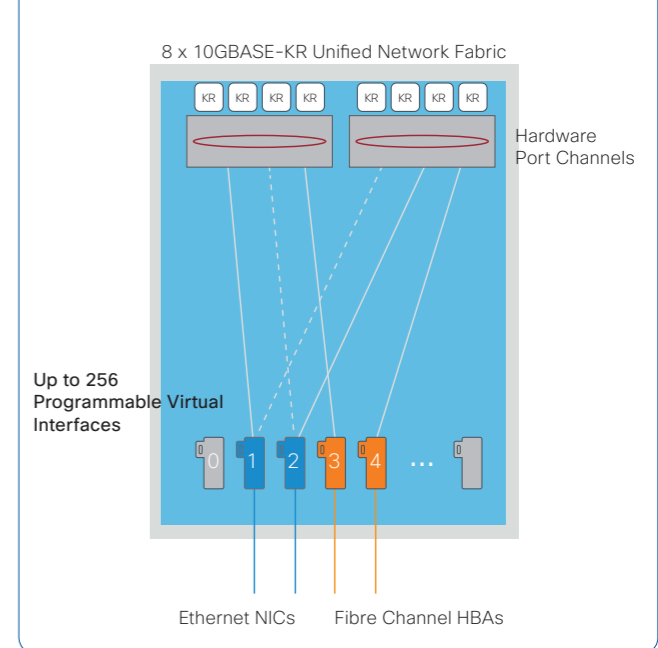 8 x 10GBASE-KR Unified Network Fabric
KR KR KR KR KR KR KR KR
Hardware
Port Channels
Up to 256
Programmable Virtual
Interfaces
0 1 2 3 4 ...
Ethernet NICs Fibre Channel HBAs